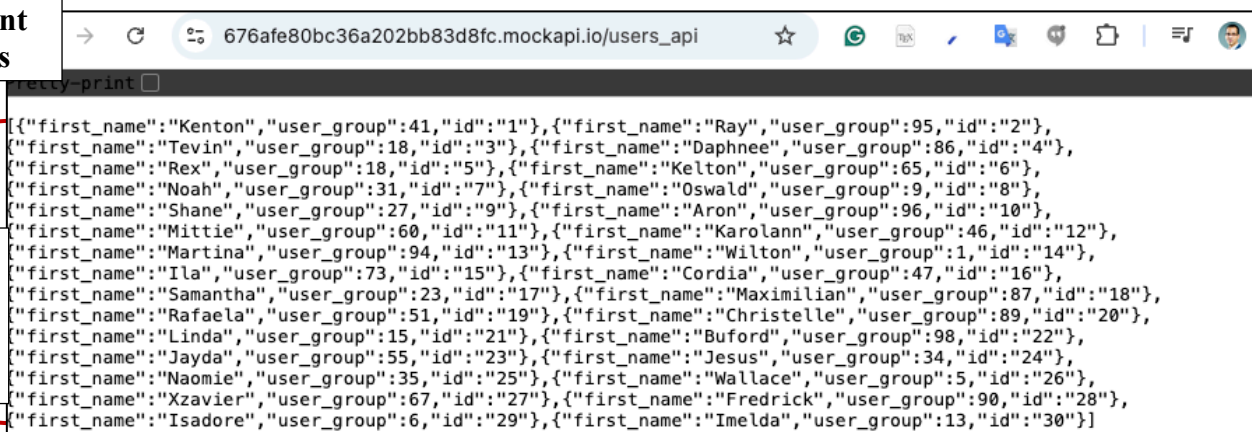 nt
s
676afe80bc36a202bb83d8fc.mockapi.io/users_api
retty-print
[{"first_name":"Kenton","user_group":41,"id":"1"},{"first_name":"Ray","user_group":95,"id":"2"},
{"first_name":"Tevin","user_group":18,"id":"3"},{"first_name":"Daphnee","user_group":86,"id":"4"},
{"first_name":"Rex","user_group":18,"id":"5"},{"first_name":"Kelton","user_group":65,"id":"6"},
{"first_name":"Noah","user_group":31,"id":"7"},{"first_name":"Oswald","user_group":9,"id":"8"},
{"first_name":"Shane","user_group":27,"id":"9"},{"first_name":"Aron","user_group":96,"id":"10"},
{"first_name":"Mittie","user_group":60,"id":"11"},{"first_name":"Karolann","user_group":46,"id":"12"},
{"first_name":"Martina","user_group":94,"id":"13"},{"first_name":"Wilton","user_group":1,"id":"14"},
{"first_name":"Ila","user_group":73,"id":"15"},{"first_name":"Cordia","user_group":47,"id":"16"},
{"first_name":"Samantha","user_group":23,"id":"17"},{"first_name":"Maximilian","user_group":87,"id":"18"},
{"first_name":"Rafaela","user_group":51,"id":"19"},{"first_name":"Christelle","user_group":89,"id":"20"},
{"first_name":"Linda","user_group":15,"id":"21"},{"first_name":"Buford","user_group":98,"id":"22"},
{"first_name":"Jayda","user_group":55,"id":"23"},{"first_name":"Jesus","user_group":34,"id":"24"},
{"first_name":"Naomie","user_group":35,"id":"25"},{"first_name":"Wallace","user_group":5,"id":"26"},
{"first_name":"Xzavier","user_group":67,"id":"27"},{"first_name":"Fredrick","user_group":90,"id":"28"},
{"first_name":"Isadore","user_group":6,"id":"29"},{"first_name":"Imelda","user_group":13,"id":"30"}]